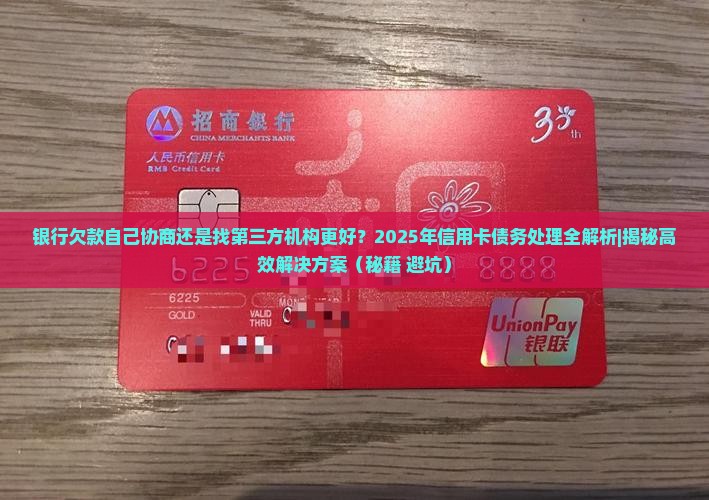 招商银行
CHINA MERCHANTS BANK
人民币信用卡
RMB Credit Card
30th
银行欠款自己协商还是找第三方机构更好？2025年信用卡债务处理全解析|揭秘高
效解决方案（秘籍 避坑）
6225
8888
6225
GOLD
MONTH YEAR
VALID
THRU
UnionPay
银联